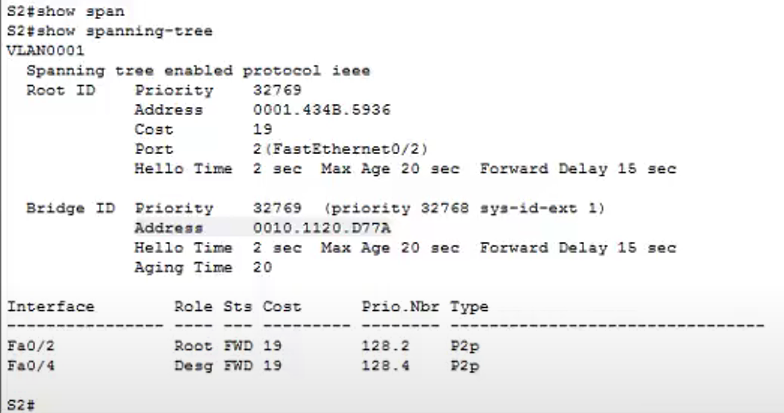 S2#show span
S2#show spanning-tree
VLAN0001
  Spanning tree enabled protocol ieee
  Root ID    Priority    32769
             Address     0001.434B.5936
             Cost        19
             Port        2(FastEthernet0/2)
             Hello Time  2 sec  Max Age 20 sec  Forward Delay 15 sec

  Bridge ID  Priority    32769  (priority 32768 sys-id-ext 1)
             Address     0010.1120.D77A
             Hello Time  2 sec  Max Age 20 sec  Forward Delay 15 sec
             Aging Time  20

Interface        Role Sts Cost      Prio.Nbr Type
---------------- ---- --- --------- -------- --------------------------------
Fa0/2            Root FWD 19        128.2    P2p
Fa0/4            Desg FWD 19        128.4    P2p

S2#